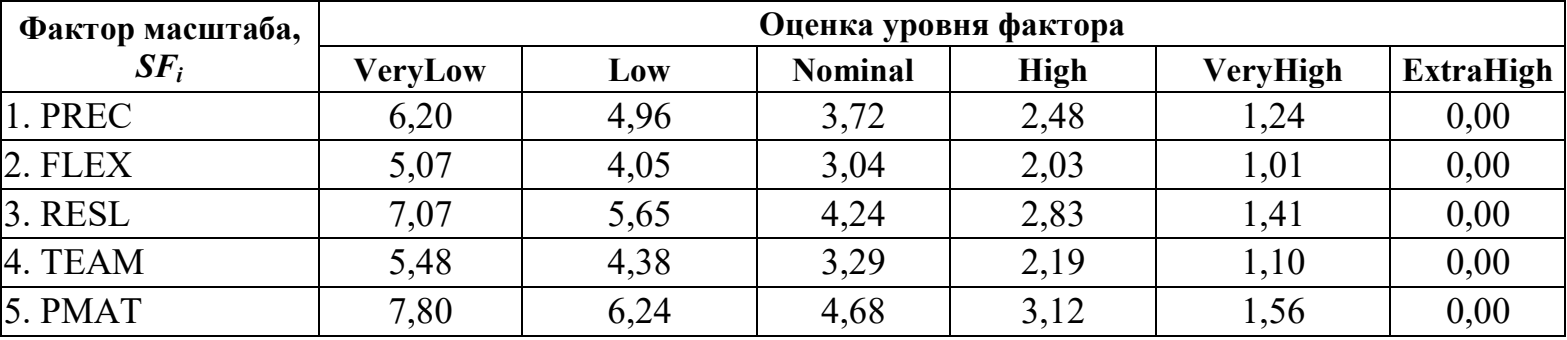 Фактор масштаба, Оценка уровня фактора
SFi VeryLow Low Nominal High VeryHigh ExtraHigh
1. PREC 6,20 4,96 3,72 2,48 1,24 0,00
2. FLEX 5,07 4,05 3,04 2,03 1,01 0,00
3. RESL 7,07 5,65 4,24 2,83 1,41 0,00
4. TEAM 5,48 4,38 3,29 2,19 1,10 0,00
5. PMAT 7,80 6,24 4,68 3,12 1,56 0,00